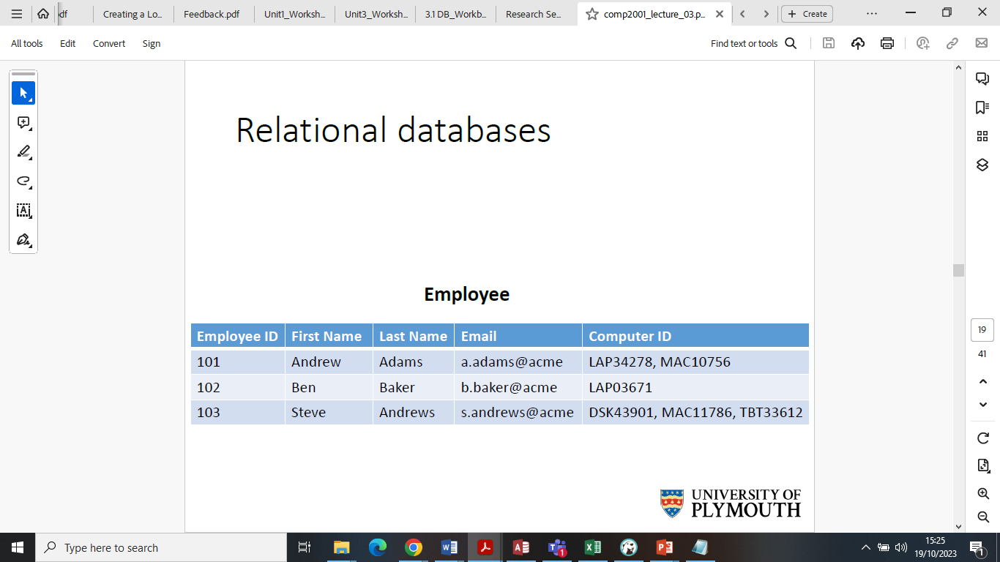 df
Creating a Lo...
Feedback.pdf
Unit1_Worksh...
Unit3_Worksh...
3.1 DB_Workb...
Research Se...
comp2001_lecture_03.p...
Create
All tools
Edit
Convert
Sign
Find text or tools
Relational databases
Employee
Employee ID First Name Last Name Email Computer ID
101 Andrew Adams a.adams@acme LAP34278, MAC10756
102 Ben Baker b.baker@acme LAP03671
103 Steve Andrews s.andrews@acme DSK43901, MAC11786, TBT33612
19
41
UNIVERSITY OF
PLYMOUTH
Type here to search
1
15:25
19/10/2023
1